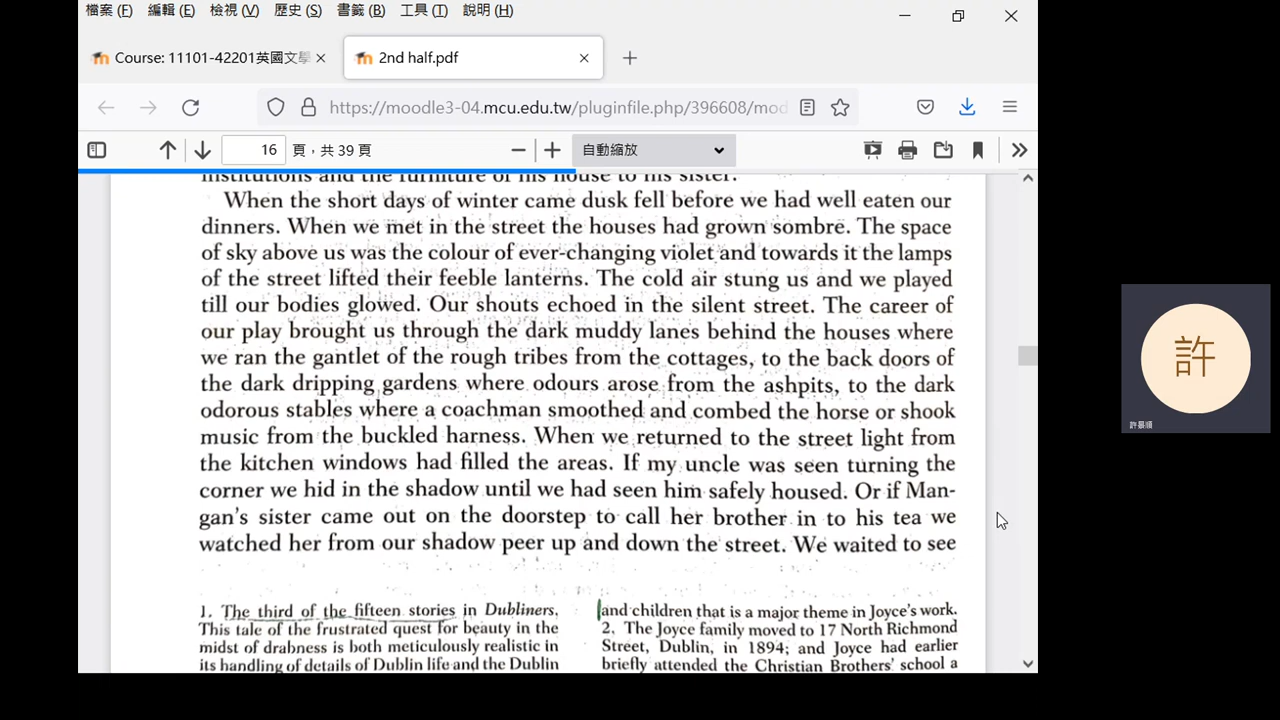 檔案 (F) 編輯 (E) 檢視 (V) 歷史 (S) 書籤 (B) 工具 (T) 說明 (H)
Course: 11101-42201英國文學
2nd half.pdf
https://moodle3-04.mcu.edu.tw/pluginfile.php/396608/mod
16 頁，共 39 頁
自動縮放
institutions and the furniture of his house to his sister.
When the short days of winter came dusk fell before we had well eaten our
dinners. When we met in the street the houses had grown sombre. The space
of sky above us was the colour of ever-changing violet and towards it the lamps
of the street lifted their feeble lanterns. The cold air stung us and we played
till our bodies glowed. Our shouts echoed in the silent street. The career of
our play brought us through the dark muddy lanes behind the houses where
we ran the gantlet of the rough tribes from the cottages, to the back doors of
the dark dripping gardens where odours arose from the ashpits, to the dark
odorous stables where a coachman smoothed and combed the horse or shook
music from the buckled harness. When we returned to the street light from
the kitchen windows had filled the areas. If my uncle was seen turning the
corner we hid in the shadow until we had seen him safely housed. Or if Man-
gan's sister came out on the doorstep to call her brother in to his tea we
watched her from our shadow peer up and down the street. We waited to see
1. The third of the fifteen stories in Dubliners.
This tale of the frustrated quest for beauty in the
midst of drabness is both meticulously realistic in
its handling of details of Dublin life and the Dublin
and children that is a major theme in Joyce's work.
2. The Joyce family moved to 17 North Richmond
Street, Dublin, in 1894; and Joyce had earlier
briefly attended the Christian Brothers' school a
許
許景順